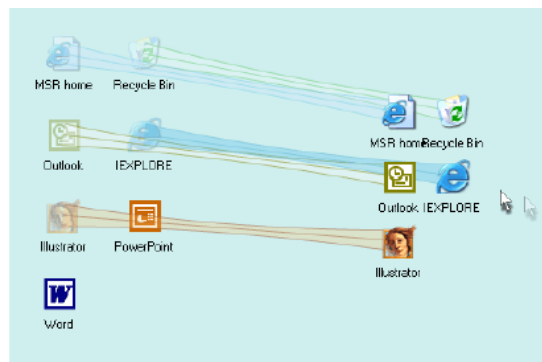 MSR home Recycle Bin
MSR home Recycle Bin
Outlook IEXPLORE
Outlook IEXPLORE
Illustrator PowerPoint
Illustrator
W
Word